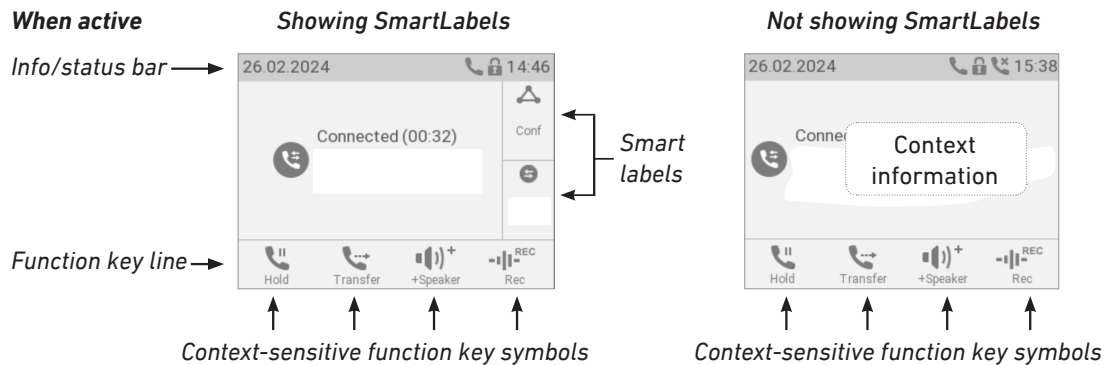 When active
Showing SmartLabels
Not showing SmartLabels
Info/status bar
26.02.2024 14:46
Conf
Connected (00:32)
Smart
labels
26.02.2024 15:38
Context
information
Function key line
Hold Transfer +Speaker REC Rec
Hold Transfer +Speaker REC Rec
Context-sensitive function key symbols
Context-sensitive function key symbols